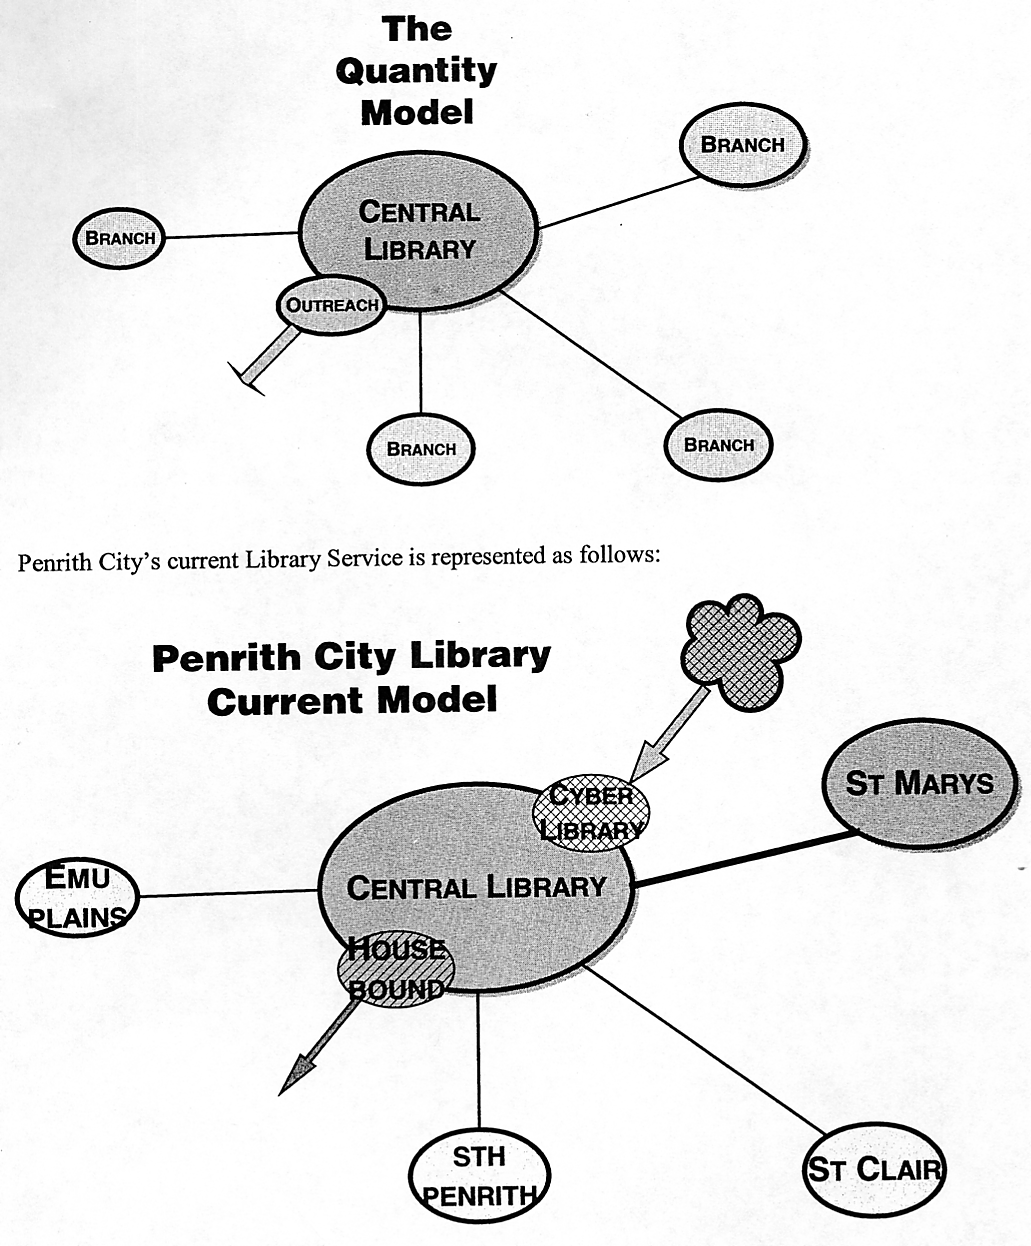 The
Quantity
Model
BRANCH
CENTRAL
LIBRARY
BRANCH
OUTREACH
BRANCH
BRANCH
Penrith City's current Library Service is represented as follows:
Penrith City Library
Current Model
CYBER
LIBRARY
ST MARYS
EMU
PLAINS
CENTRAL LIBRARY
HOUSE
BOUND
STH
PENRITH
ST CLAIR